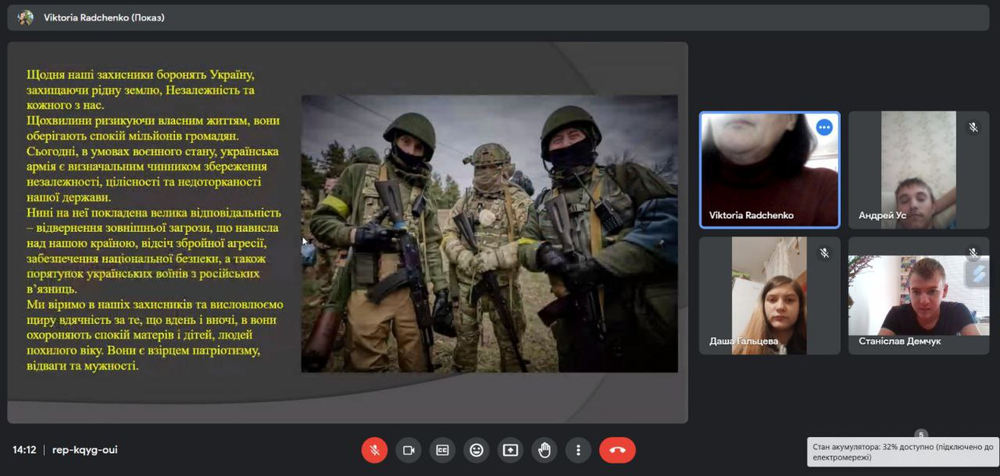 Viktoria Radchenko (Показ)
Щодня наші захисники боронять Україну,
захищаючи рідну землю, Незалежність та
кожного з нас.
Щохвилини ризикуючи власним життям, вони
оберігають спокій мільйонів громадян.
Сьогодні, в умовах воєнного стану, українська
армія є визначальним чинником збереження
незалежності, цілісності та недоторканості
нашої держави.
Нині на неї покладена велика відповідальність
– відвернення зовнішньої загрози, що нависла
над нашою країною, відсіч збройної агресії,
забезпечення національної безпеки, а також
порятунок українських воїнів з російських
в’язниць.
Ми віримо в нашіх захисників та висловлюємо
щиру вдячність за те, що вдень і вночі, в вони
охороняють спокій матерів і дітей, людей
похилого віку. Вони є взірцем патріотизму,
відваги та мужності.
Viktoria Radchenko
Андрей Ус
Даша Гальцева
Станіслав Демчук
14:12 | rep-kqyg-oui
CC
5
Стан акумулятора: 32% доступно (підключено до
електромережі)